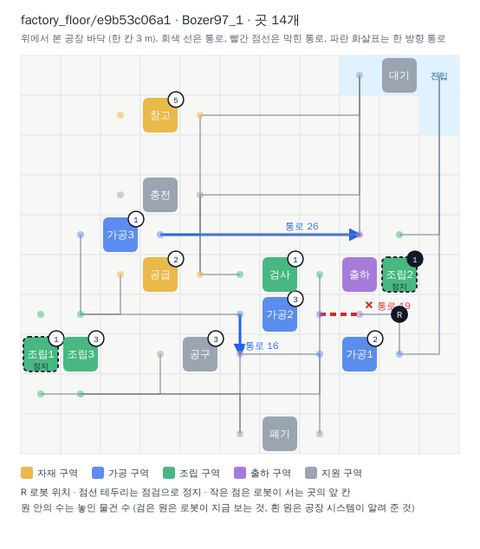 factory_floor/e9b53c06a1 · Bozer97_1 · 곳 14개
위에서 본 공장 바닥 (한 칸 3 m). 회색 선은 통로, 빨간 점선은 막힌 통로, 파란 화살표는 한 방향 통로
대기
진입
창고
5
충전
가공3
1
통로 26
공급
2
검사
1
출하
조립2
정지
1
가공2
3
✕ 통로 19
R
통로 16
조립1
정지
1
조립3
3
공구
3
가공1
2
폐기
자재 구역
가공 구역
조립 구역
출하 구역
지원 구역
R 로봇 위치 · 점선 테두리는 점검으로 정지 · 작은 점은 로봇이 서는 곳의 앞 칸
원 안의 수는 놓인 물건 수 (검은 원은 로봇이 지금 보는 것, 흰 원은 공장 시스템이 알려 준 것)